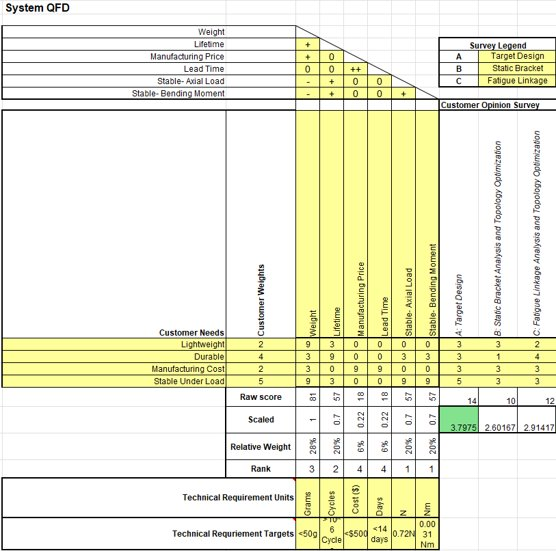 System QFD
Weight
Lifetime +
Manufacturing Price + 0
Lead Time 0 0 ++
Stable- Axial Load - + 0 0
Stable- Bending Moment - + 0 0 +
Survey Legend
A Target Design
B Static Bracket
C Fatigue Linkage
Customer Opinion Survey
Customer Needs
Customer Weights
Weight
Lifetime
Manufacturing Price
Lead Time
Stable- Axial Load
Stable- Bending Moment
A: Target Design
B: Static Bracket Analysis and Topology Optimization
C: Fatigue Linkage Analysis and Topology Optimization
Lightweight 2 9 3 0 0 0 0 3 3 2
Durable 4 3 9 0 0 3 3 3 1 4
Manufacturing Cost 2 3 0 9 9 0 0 3 3 3
Stable Under Load 5 9 3 0 0 9 9 5 3 3
Raw score 81 57 18 18 57 57 14 10 12
Scaled 1 0.7 0.22 0.22 0.7 0.7 3.7975 2.60167 2.91417
Relative Weight 28% 20% 6% 6% 20% 20%
Rank 3 2 4 4 1 1
Technical Requirement Units Grams Cycles Cost ($) Days N Nm
Technical Requriement Targets <50g >10^6 Cycle <$500 <14 days 0.72N 0.0031 Nm